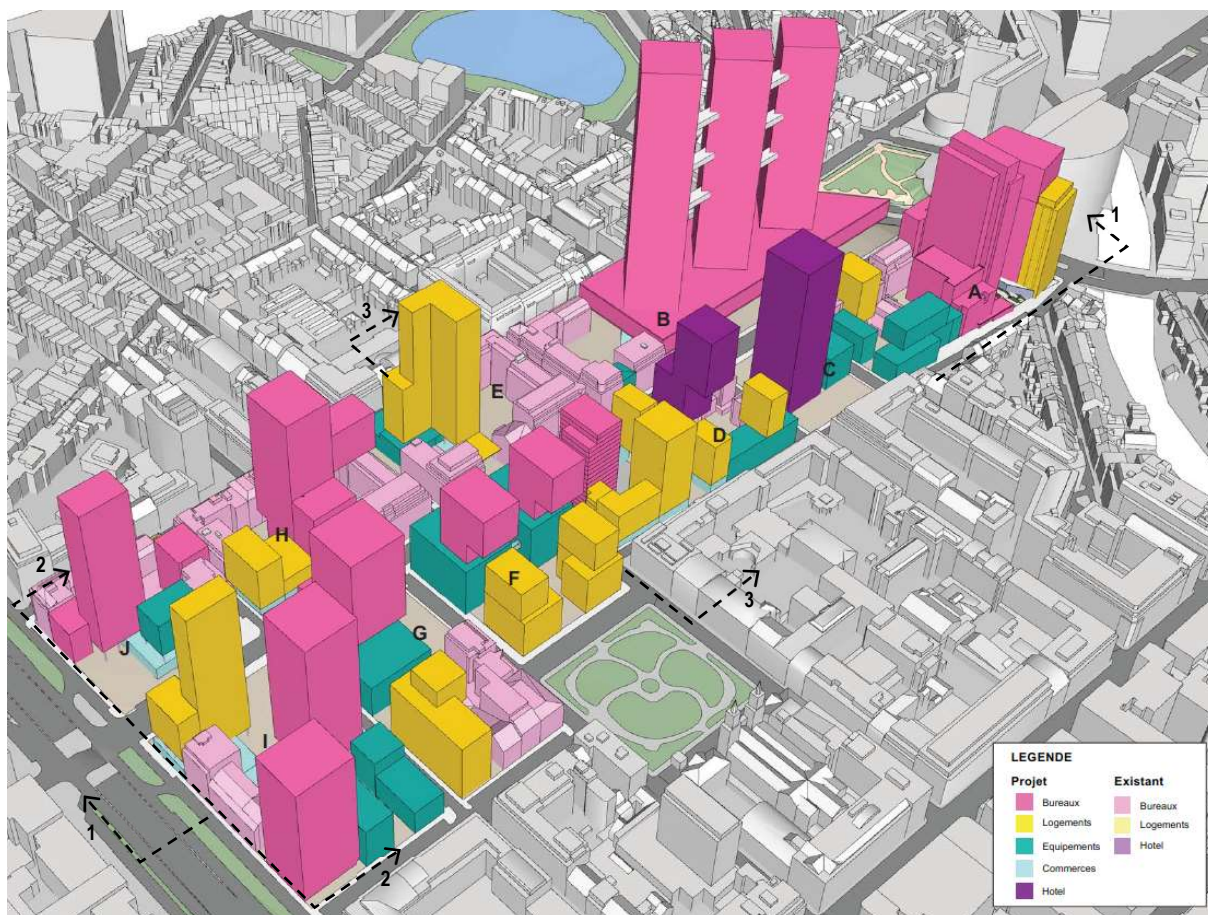 1
A
3
B
E
C
D
H
F
2
3
G
J
I
1
2
LEGENDE
Projet
Existant
Bureaux
Bureaux
Logements
Logements
Equipements
Hotel
Commerces
Hotel